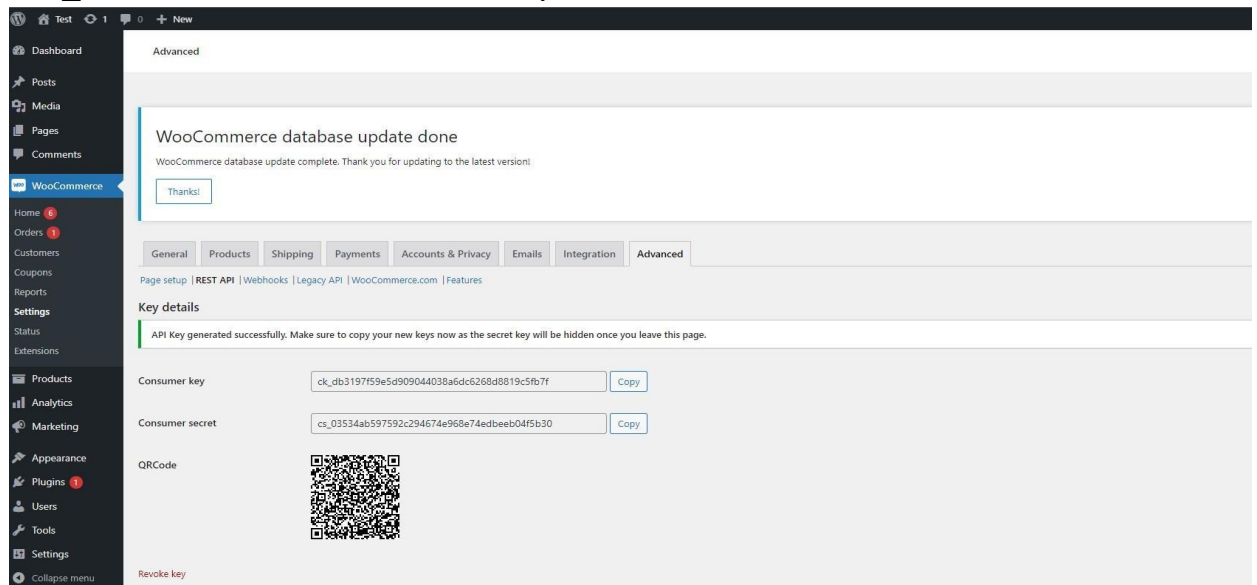 Test 1 0 + New
Dashboard
Posts
Media
Pages
Comments
WooCommerce
Home 6
Orders 1
Customers
Coupons
Reports
Settings
Status
Extensions
Products
Analytics
Marketing
Appearance
Plugins 1
Users
Tools
Settings
Collapse menu
Advanced
WooCommerce database update done
WooCommerce database update complete. Thank you for updating to the latest version!
Thanks!
General Products Shipping Payments Accounts & Privacy Emails Integration Advanced
Page setup | REST API | Webhooks | Legacy API | WooCommerce.com | Features
Key details
API Key generated successfully. Make sure to copy your new keys now as the secret key will be hidden once you leave this page.
Consumer key ck_db3197f59e5d909044038a6dc6268d8819c5fb7f Copy
Consumer secret cs_03534ab597592c294674e968e74edbeeb04f5b30 Copy
QRCode
Revoke key